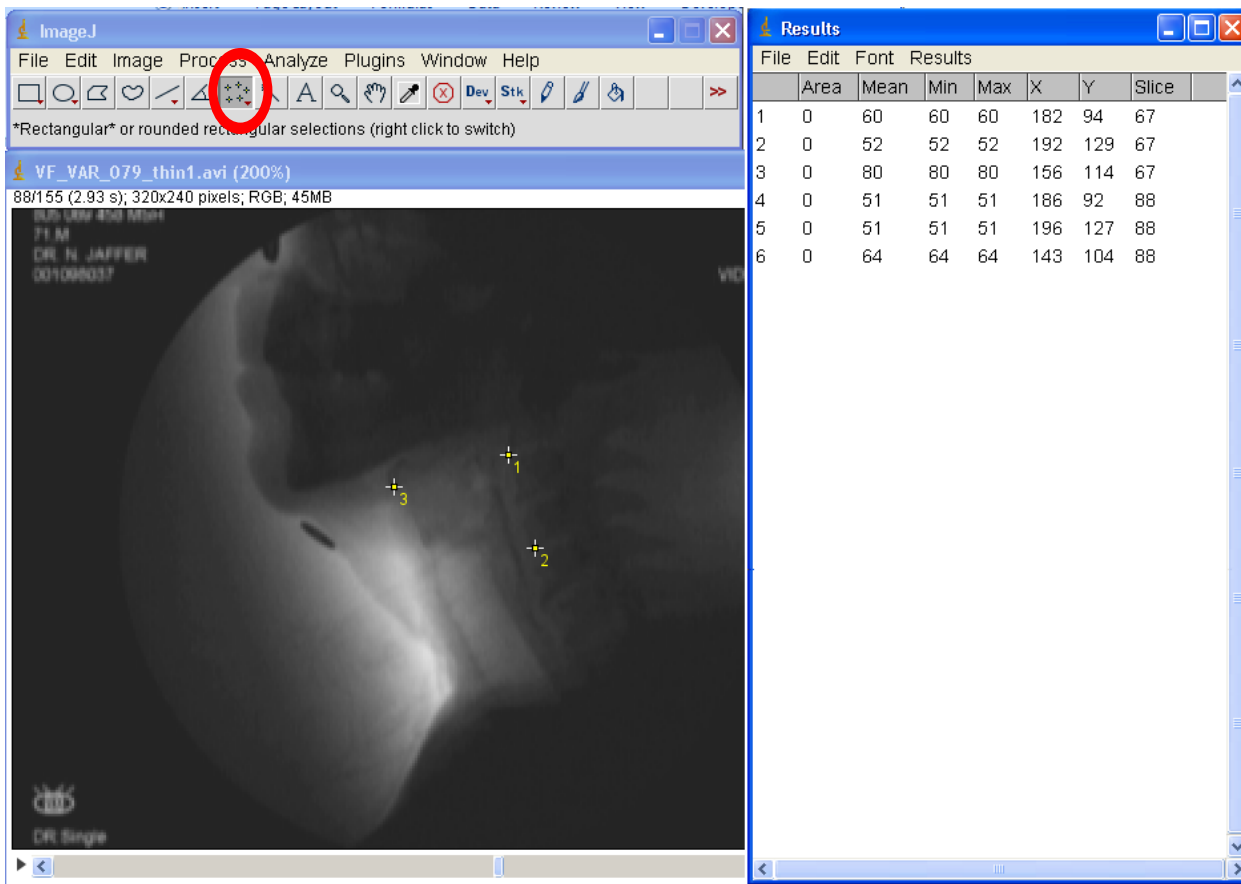 ImageJ
File Edit Image Process Analyze Plugins Window Help
A Dev Stk >>
*Rectangular* or rounded rectangular selections (right click to switch)
VF_VAR_079_thin1.avi (200%)
88/155 (2.93 s); 320x240 pixels; RGB; 45MB
71.M
DR. N. JAFFER
001098037
VID
1
3
2
DR Single
Results
File Edit Font Results
Area Mean Min Max X Y Slice
1 0 60 60 60 182 94 67
2 0 52 52 52 192 129 67
3 0 80 80 80 156 114 67
4 0 51 51 51 186 92 88
5 0 51 51 51 196 127 88
6 0 64 64 64 143 104 88